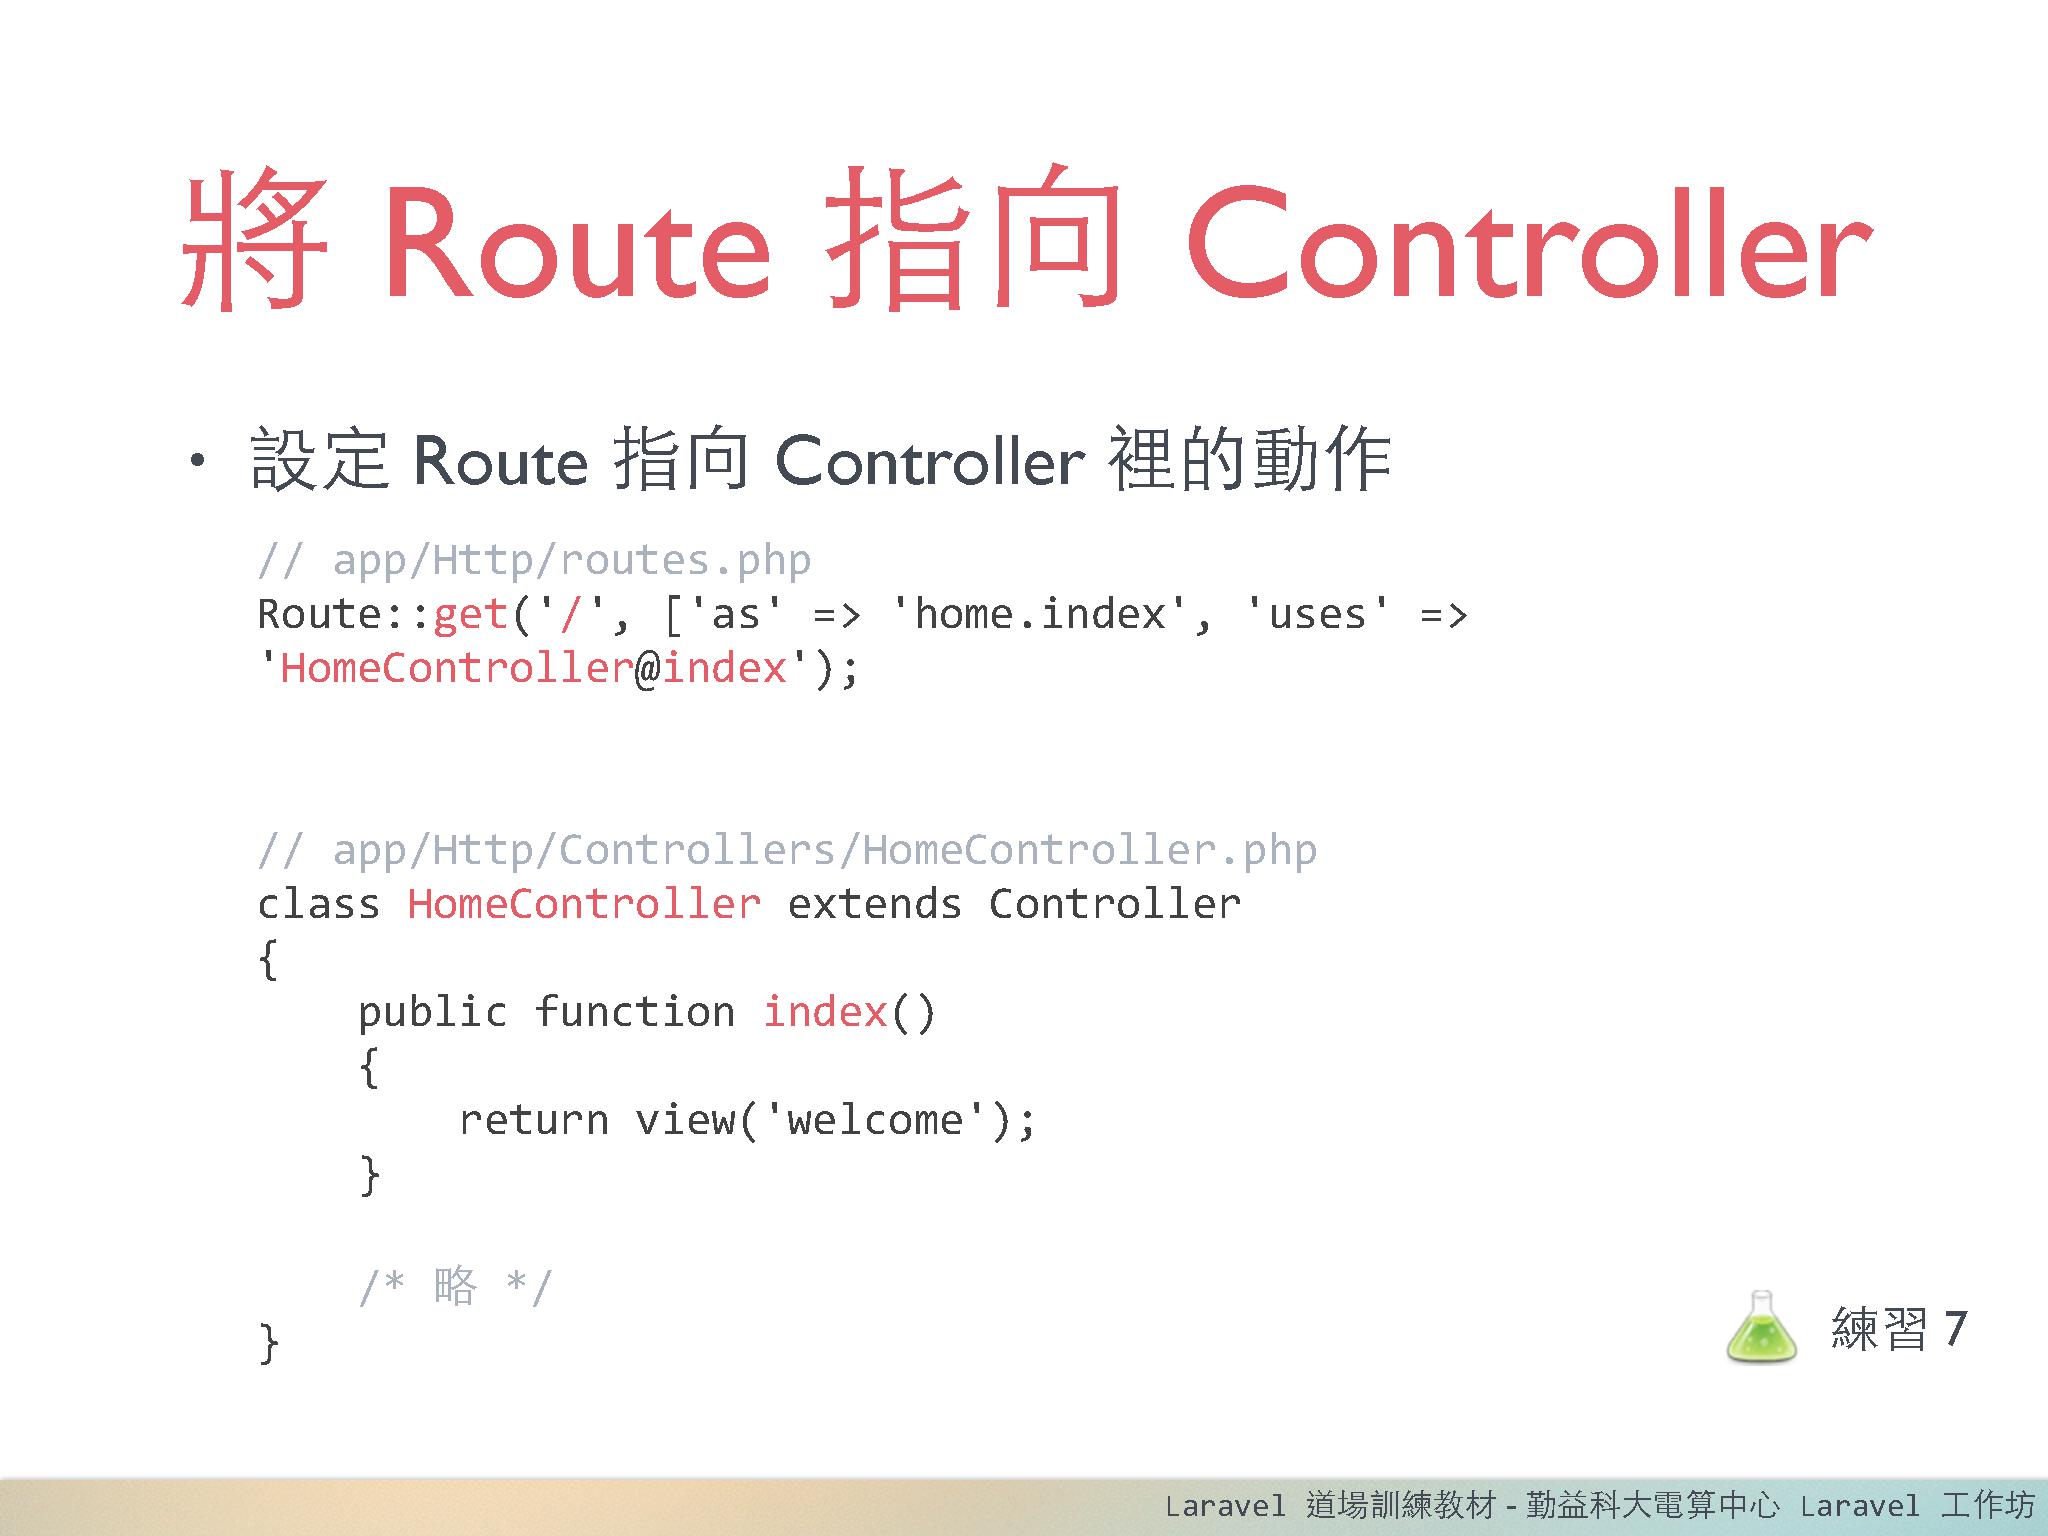 將 Route 指向 Controller
• 設定 Route 指向 Controller 裡的動作
// app/Http/routes.php
Route::get('/', ['as' => 'home.index', 'uses' =>
'HomeController@index');
// app/Http/Controllers/HomeController.php
class HomeController extends Controller
{
    public function index()
    {
        return view('welcome');
    }
    /* 略 */
}
練習 7
Laravel 道場訓練教材 - 勤益科大電算中心 Laravel 工作坊